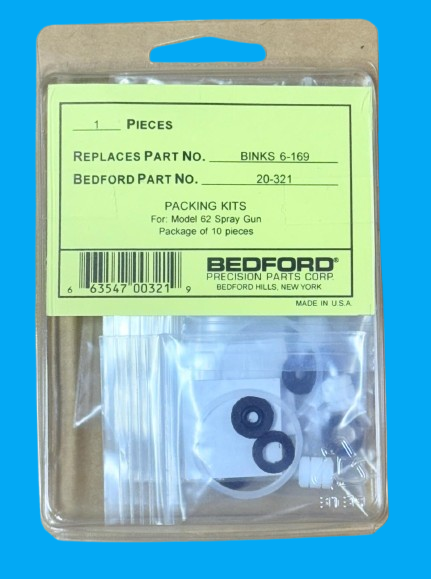 1 PIECES
REPLACES PART NO. BINKS 6-169
BEDFORD PART NO. 20-321
PACKING KITS
For: Model 62 Spray Gun
Package of 10 pieces
6 63547 00321 9
BEDFORD®
PRECISION PARTS CORP.
BEDFORD HILLS, NEW YORK
MADE IN U.S.A.